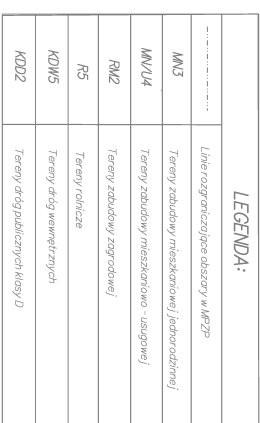 LEGENDA:
-·-·-·-·-·- Linie rozgraniczające obszary w MPZP
MN3 Tereny zabudowy mieszkaniowej jednorodzinnej
MN/U4 Tereny zabudowy mieszkaniowo - usugowej
RM2 Tereny zabudowy zagrodowej
R5 Tereny rolnicze
KDW5 Tereny dróg wewnętrznych
KDD2 Tereny dróg publicznych klasy D